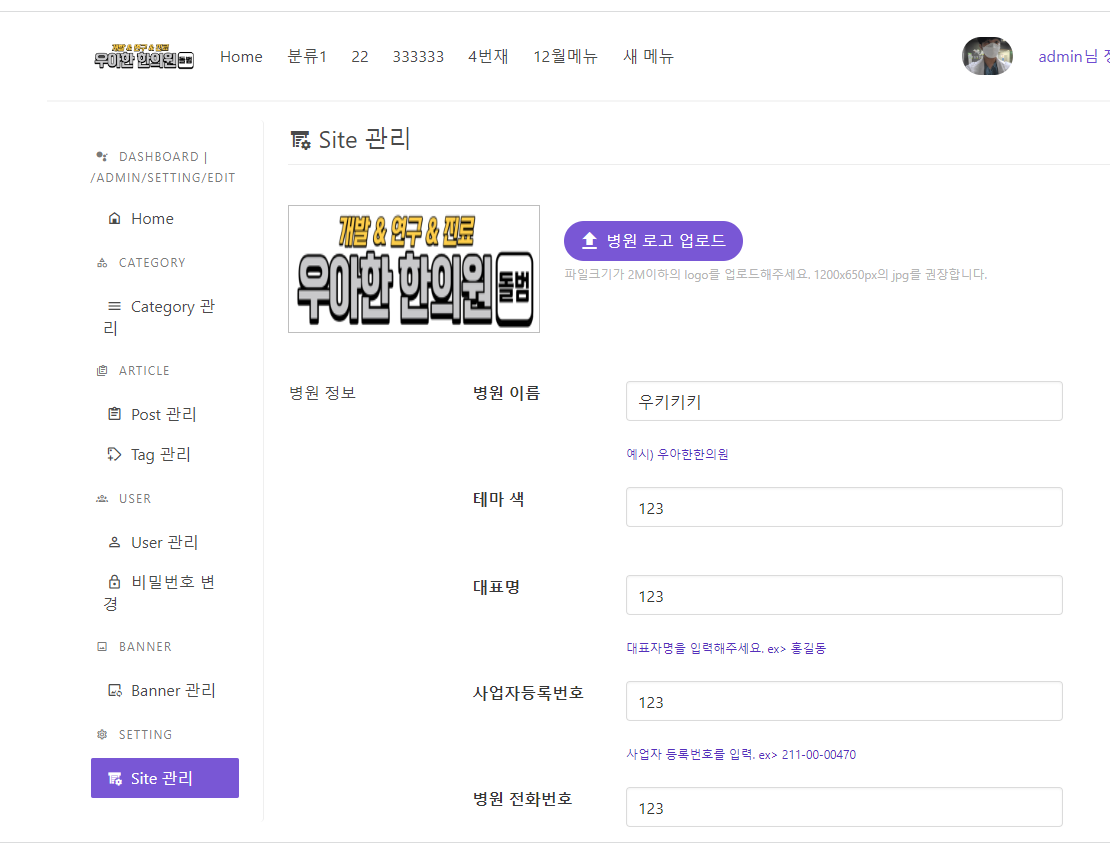 개발 & 연구 & 진료
우아한 한의원 돌범
Home 분류1 22 333333 4번재 12월메뉴 새 메뉴
admin님
Site 관리
DASHBOARD |
/ADMIN/SETTING/EDIT
Home
CATEGORY
Category 관
리
ARTICLE
Post 관리
Tag 관리
USER
User 관리
비밀번호 변
경
BANNER
Banner 관리
SETTING
Site 관리
개발 & 연구 & 진료
우아한 한의원 돌범
병원 로고 업로드
파일크기가 2M이하의 logo를 업로드해주세요. 1200x650px의 jpg를 권장합니다.
병원 정보
병원 이름
우키키키
예시) 우아한한의원
테마 색
123
대표명
123
대표자명을 입력해주세요. ex> 홍길동
사업자등록번호
123
사업자 등록번호를 입력. ex> 211-00-00470
병원 전화번호
123